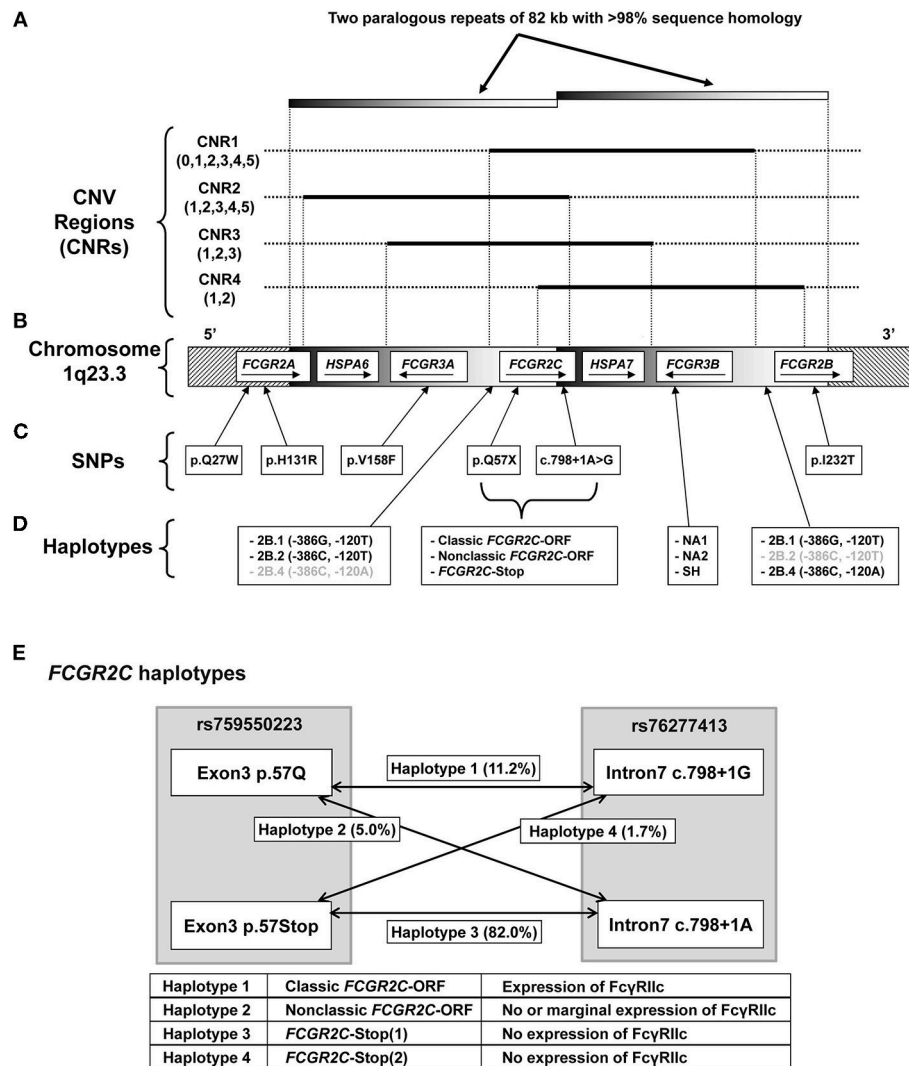 A
Two paralogous repeats of 82 kb with >98% sequence homology
CNV
Regions
(CNRs)
CNR1
(0,1,2,3,4,5)
CNR2
(1,2,3,4,5)
CNR3
(1,2,3)
CNR4
(1,2)
B
5’
3’
Chromosome
1q23.3
FCGR2A
HSPA6
FCGR3A
FCGR2C
HSPA7
FCGR3B
FCGR2B
C
SNPs
p.Q27W
p.H131R
p.V158F
p.Q57X
c.798+1A>G
p.I232T
D
Haplotypes
- 2B.1 (-386G, -120T)
- 2B.2 (-386C, -120T)
- 2B.4 (-386C, -120A)
- Classic FCGR2C-ORF
- Nonclassic FCGR2C-ORF
- FCGR2C-Stop
- NA1
- NA2
- SH
- 2B.1 (-386G, -120T)
- 2B.2 (-386C, -120T)
- 2B.4 (-386C, -120A)
E
FCGR2C haplotypes
rs759550223
rs76277413
Exon3 p.57Q
Haplotype 1 (11.2%)
Intron7 c.798+1G
Haplotype 2 (5.0%)
Haplotype 4 (1.7%)
Exon3 p.57Stop
Haplotype 3 (82.0%)
Intron7 c.798+1A
Haplotype 1 Classic FCGR2C-ORF Expression of FcγRIIc
Haplotype 2 Nonclassic FCGR2C-ORF No or marginal expression of FcγRIIc
Haplotype 3 FCGR2C-Stop(1) No expression of FcγRIIc
Haplotype 4 FCGR2C-Stop(2) No expression of FcγRIIc